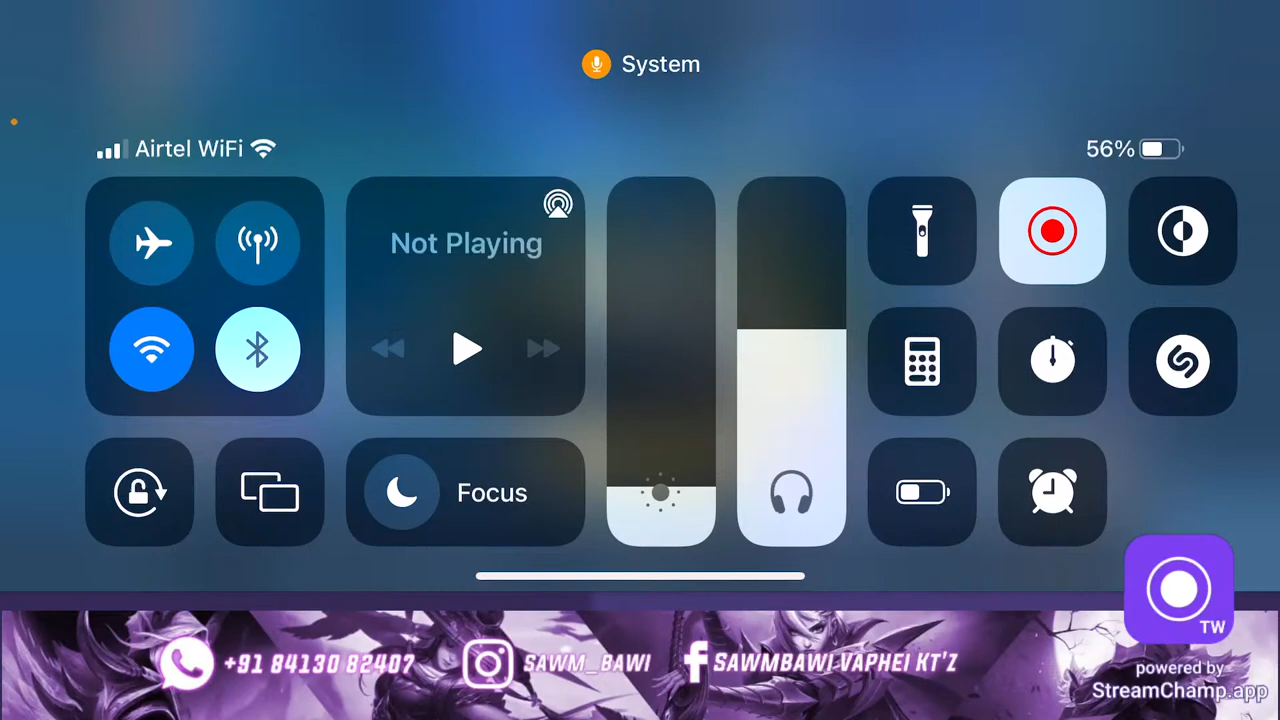 System
Airtel WiFi
56%
Not Playing
Focus
TW
+91 84130 82407
SAWM_BAWI
SAWMBAWI VAPHEI KT'Z
powered by
StreamChamp.app